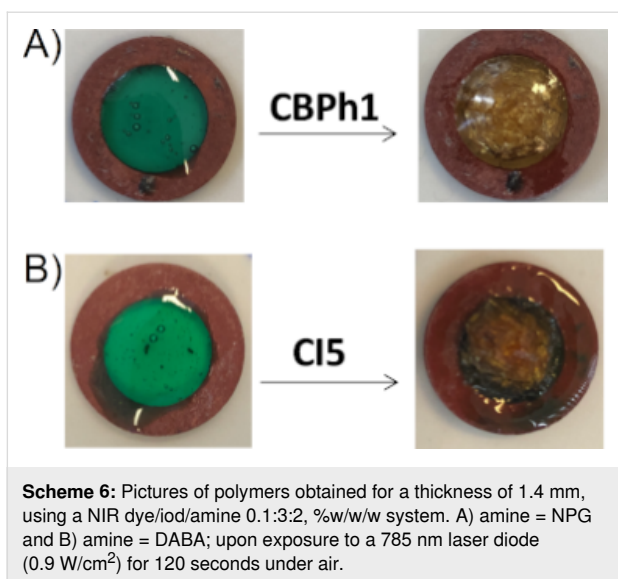 A)
CBPh1
B)
CI5
Scheme 6: Pictures of polymers obtained for a thickness of 1.4 mm,
using a NIR dye/iod/amine 0.1:3:2, %w/w/w system. A) amine = NPG
and B) amine = DABA; upon exposure to a 785 nm laser diode
(0.9 W/cm²) for 120 seconds under air.